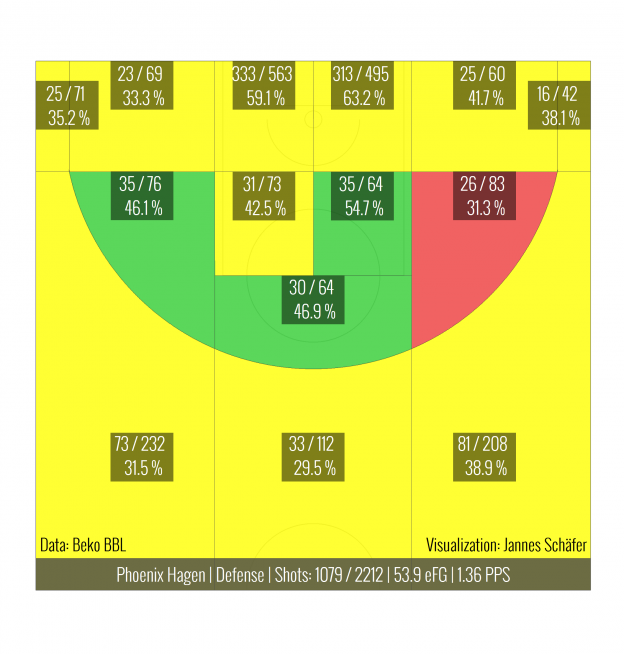 23 / 69
33.3 %
333 / 563
59.1 %
313 / 495
63.2 %
25 / 60
41.7 %
25 / 71
35.2 %
16 / 42
38.1 %
35 / 76
46.1 %
31 / 73
42.5 %
35 / 64
54.7 %
26 / 83
31.3 %
30 / 64
46.9 %
73 / 232
31.5 %
33 / 112
29.5 %
81 / 208
38.9 %
Data: Beko BBL
Visualization: Jannes Schäfer
Phoenix Hagen | Defense | Shots: 1079 / 2212 | 53.9 eFG | 1.36 PPS